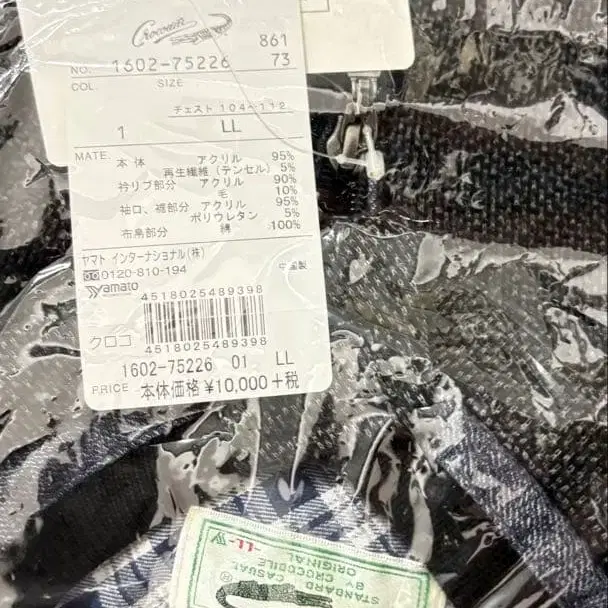 Crocodile
861
NO. 1602-75226 73
COL. SIZE
チェスト 104~112
1 LL
MATE. 本体 アクリル 95%
再生繊維(テンセル) 5%
衿リブ部分 アクリル 90%
毛 10%
袖口、裾部分 アクリル 95%
ポリウレタン 5%
布帛部分 綿 100%
ヤマト インターナショナル(株)
0120-810-194 中国製
Yamato
4518025489398
クロコ 4518025489398
1602-75226 01 LL
PRICE 本体価格 ¥10,000+税
-LL-
STANDARD CASUAL
BY CROCODILE
ORIGINAL
®